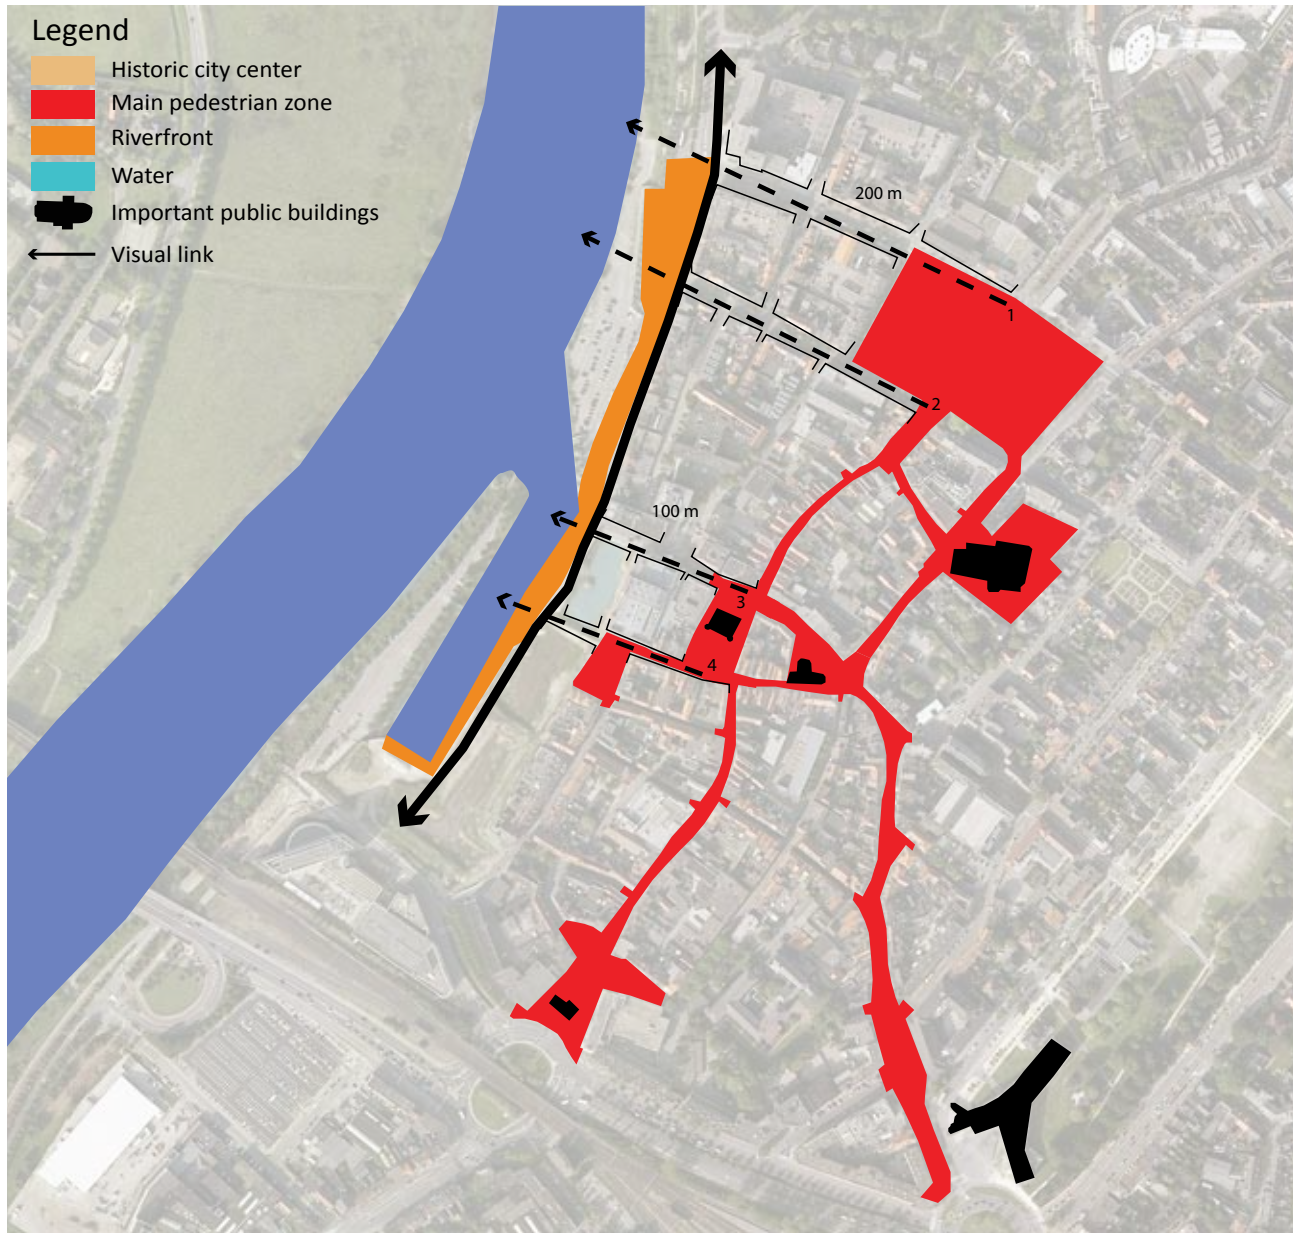 Legend
Historic city center
Main pedestrian zone
Riverfront
Water
Important public buildings
Visual link
200 m
1
2
100 m
3
4